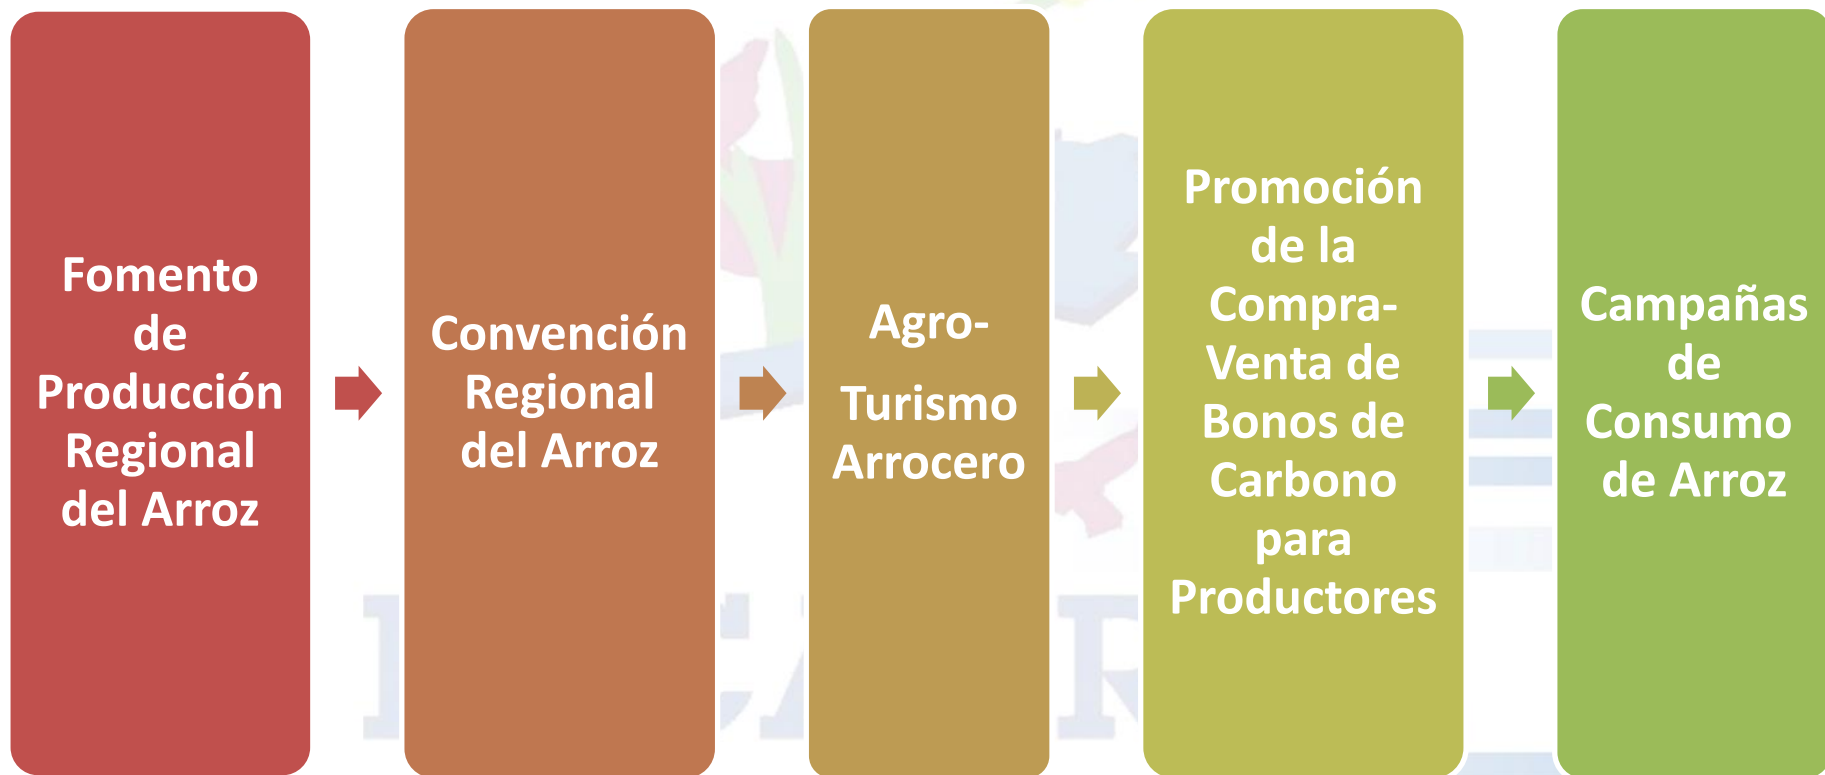 Fomento
de
Producción
Regional
del Arroz
Convención
Regional
del Arroz
Agro-
Turismo
Arrocero
Promoción
de la
Compra-
Venta de
Bonos de
Carbono
para
Productores
Campañas
de
Consumo
de Arroz